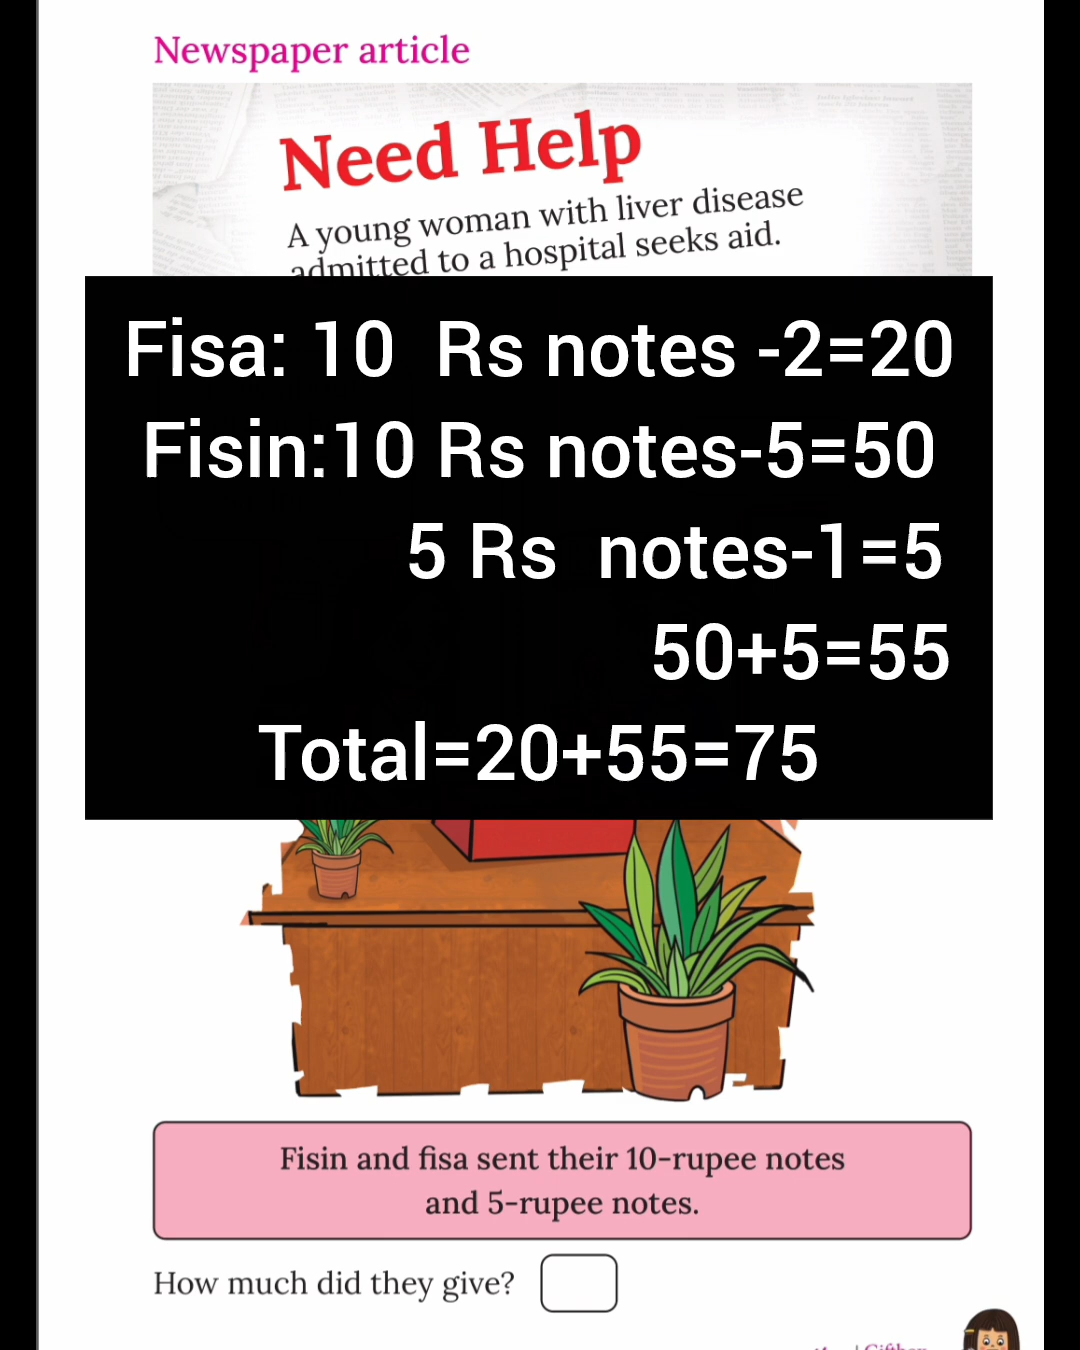 Newspaper article
Need Help
A young woman with liver disease
admitted to a hospital seeks aid.
Fisa: 10 Rs notes -2=20
Fisin:10 Rs notes-5=50
5 Rs notes-1=5
50+5=55
Total=20+55=75
Fisin and fisa sent their 10-rupee notes
and 5-rupee notes.
How much did they give?